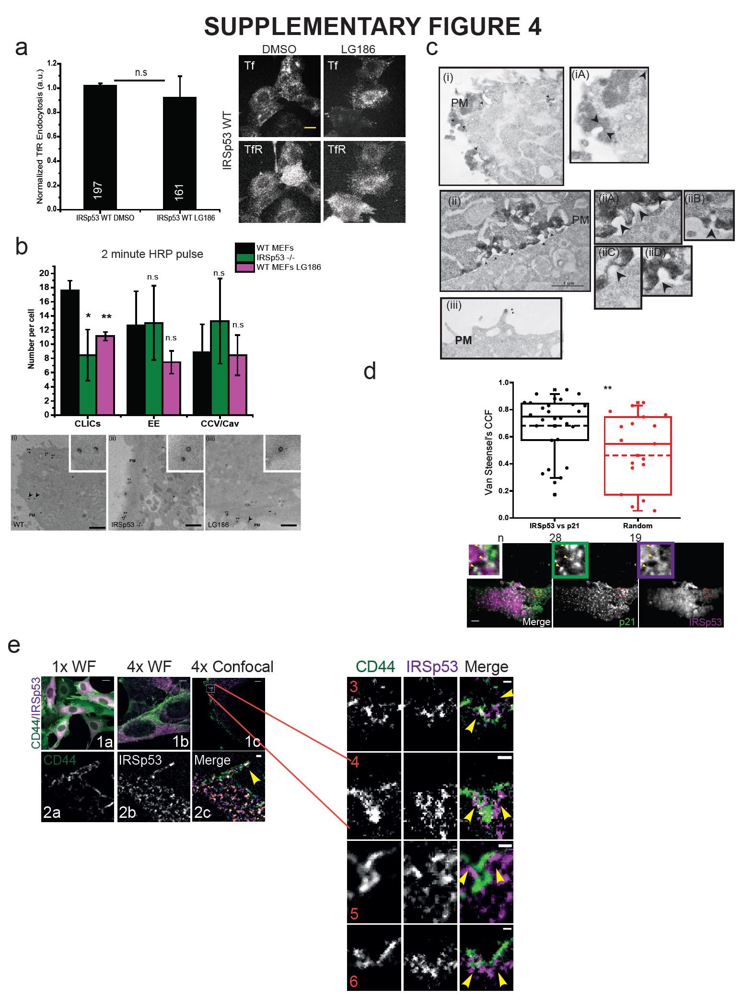 SUPPLEMENTARY FIGURE 4
a
Normalized TfR Endocytosis (a.u.)
1.2
1.0
0.8
0.6
0.4
0.2
0.0
n.s
197
161
IRSp53 WT DMSO
IRSp53 WT LG186
DMSO
LG186
IRSp53 WT
Tf
Tf
TfR
TfR
b
2 minute HRP pulse
WT MEFs
IRSp53 -/-
WT MEFs LG186
Number per cell
20
18
16
14
12
10
8
6
4
2
0
*
**
n.s
n.s
n.s
n.s
CLICs
EE
CCV/Cav
(i)
PM
WT
(ii)
PM
IRSp53 -/-
(iii)
PM
LG186
c
(i)
PM
(iA)
(ii)
PM
1 um
(iiA)
(iiB)
(iiC)
(iiD)
(iii)
PM
d
Van Steensel's CCF
1.0
0.8
0.6
0.4
0.2
0.0
**
IRSp53 vs p21
Random
n
28
19
Merge
p21
IRSp53
e
1x WF
4x WF
4x Confocal
CD44/IRSp53
1a
1b
1c
CD44
IRSp53
Merge
2a
2b
2c
CD44
IRSp53
Merge
3
4
5
6